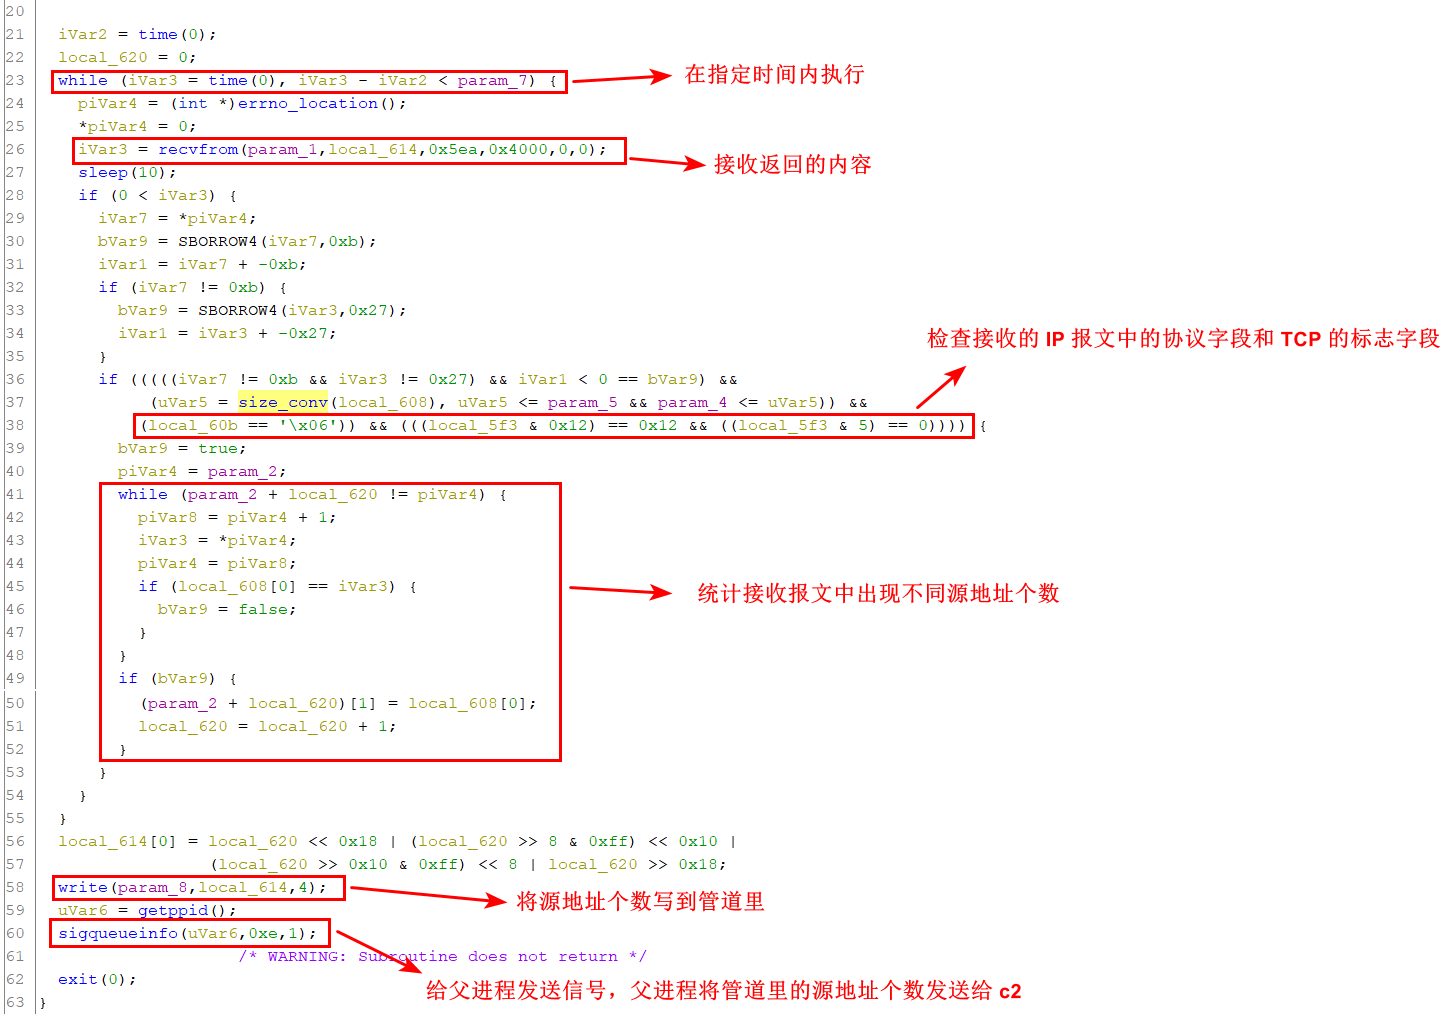 20
21 iVar2 = time(0);
22 local_620 = 0;
23 while (iVar3 = time(0), iVar3 - iVar2 < param_7) { 在指定时间内执行
24 piVar4 = (int *)errno_location();
25 *piVar4 = 0;
26 iVar3 = recvfrom(param_1,local_614,0x5ea,0x4000,0,0); 接收返回的内容
27 sleep(10);
28 if (0 < iVar3) {
29 iVar7 = *piVar4;
30 bVar9 = SBORROW4(iVar7,0xb);
31 iVar1 = iVar7 + -0xb;
32 if (iVar7 != 0xb) {
33 bVar9 = SBORROW4(iVar3,0x27);
34 iVar1 = iVar3 + -0x27;
检查接收的 IP 报文中的协议字段和 TCP 的标志字段
35 }
36 if (((((iVar7 != 0xb && iVar3 != 0x27) && iVar1 < 0 == bVar9) &&
37 (uVar5 = size_conv(local_608), uVar5 <= param_5 && param_4 <= uVar5)) &&
38 (local_60b == '\x06')) && (((local_5f3 & 0x12) == 0x12 && ((local_5f3 & 5) == 0)))) {
39 bVar9 = true;
40 piVar4 = param_2;
41 while (param_2 + local_620 != piVar4) {
42 piVar8 = piVar4 + 1;
43 iVar3 = *piVar4;
44 piVar4 = piVar8;
45 if (local_608[0] == iVar3) { 统计接收报文中出现不同源地址个数
46 bVar9 = false;
47 }
48 }
49 if (bVar9) {
50 (param_2 + local_620)[1] = local_608[0];
51 local_620 = local_620 + 1;
52 }
53 }
54 }
55 }
56 local_614[0] = local_620 << 0x18 | (local_620 >> 8 & 0xff) << 0x10 |
57 (local_620 >> 0x10 & 0xff) << 8 | local_620 >> 0x18;
58 write(param_8,local_614,4); 将源地址个数写到管道里
59 uVar6 = getppid();
60 sigqueueinfo(uVar6,0xe,1);
61 /* WARNING: Subroutine does not return */
62 exit(0);
给父进程发送信号，父进程将管道里的源地址个数发送给 c2
63 }